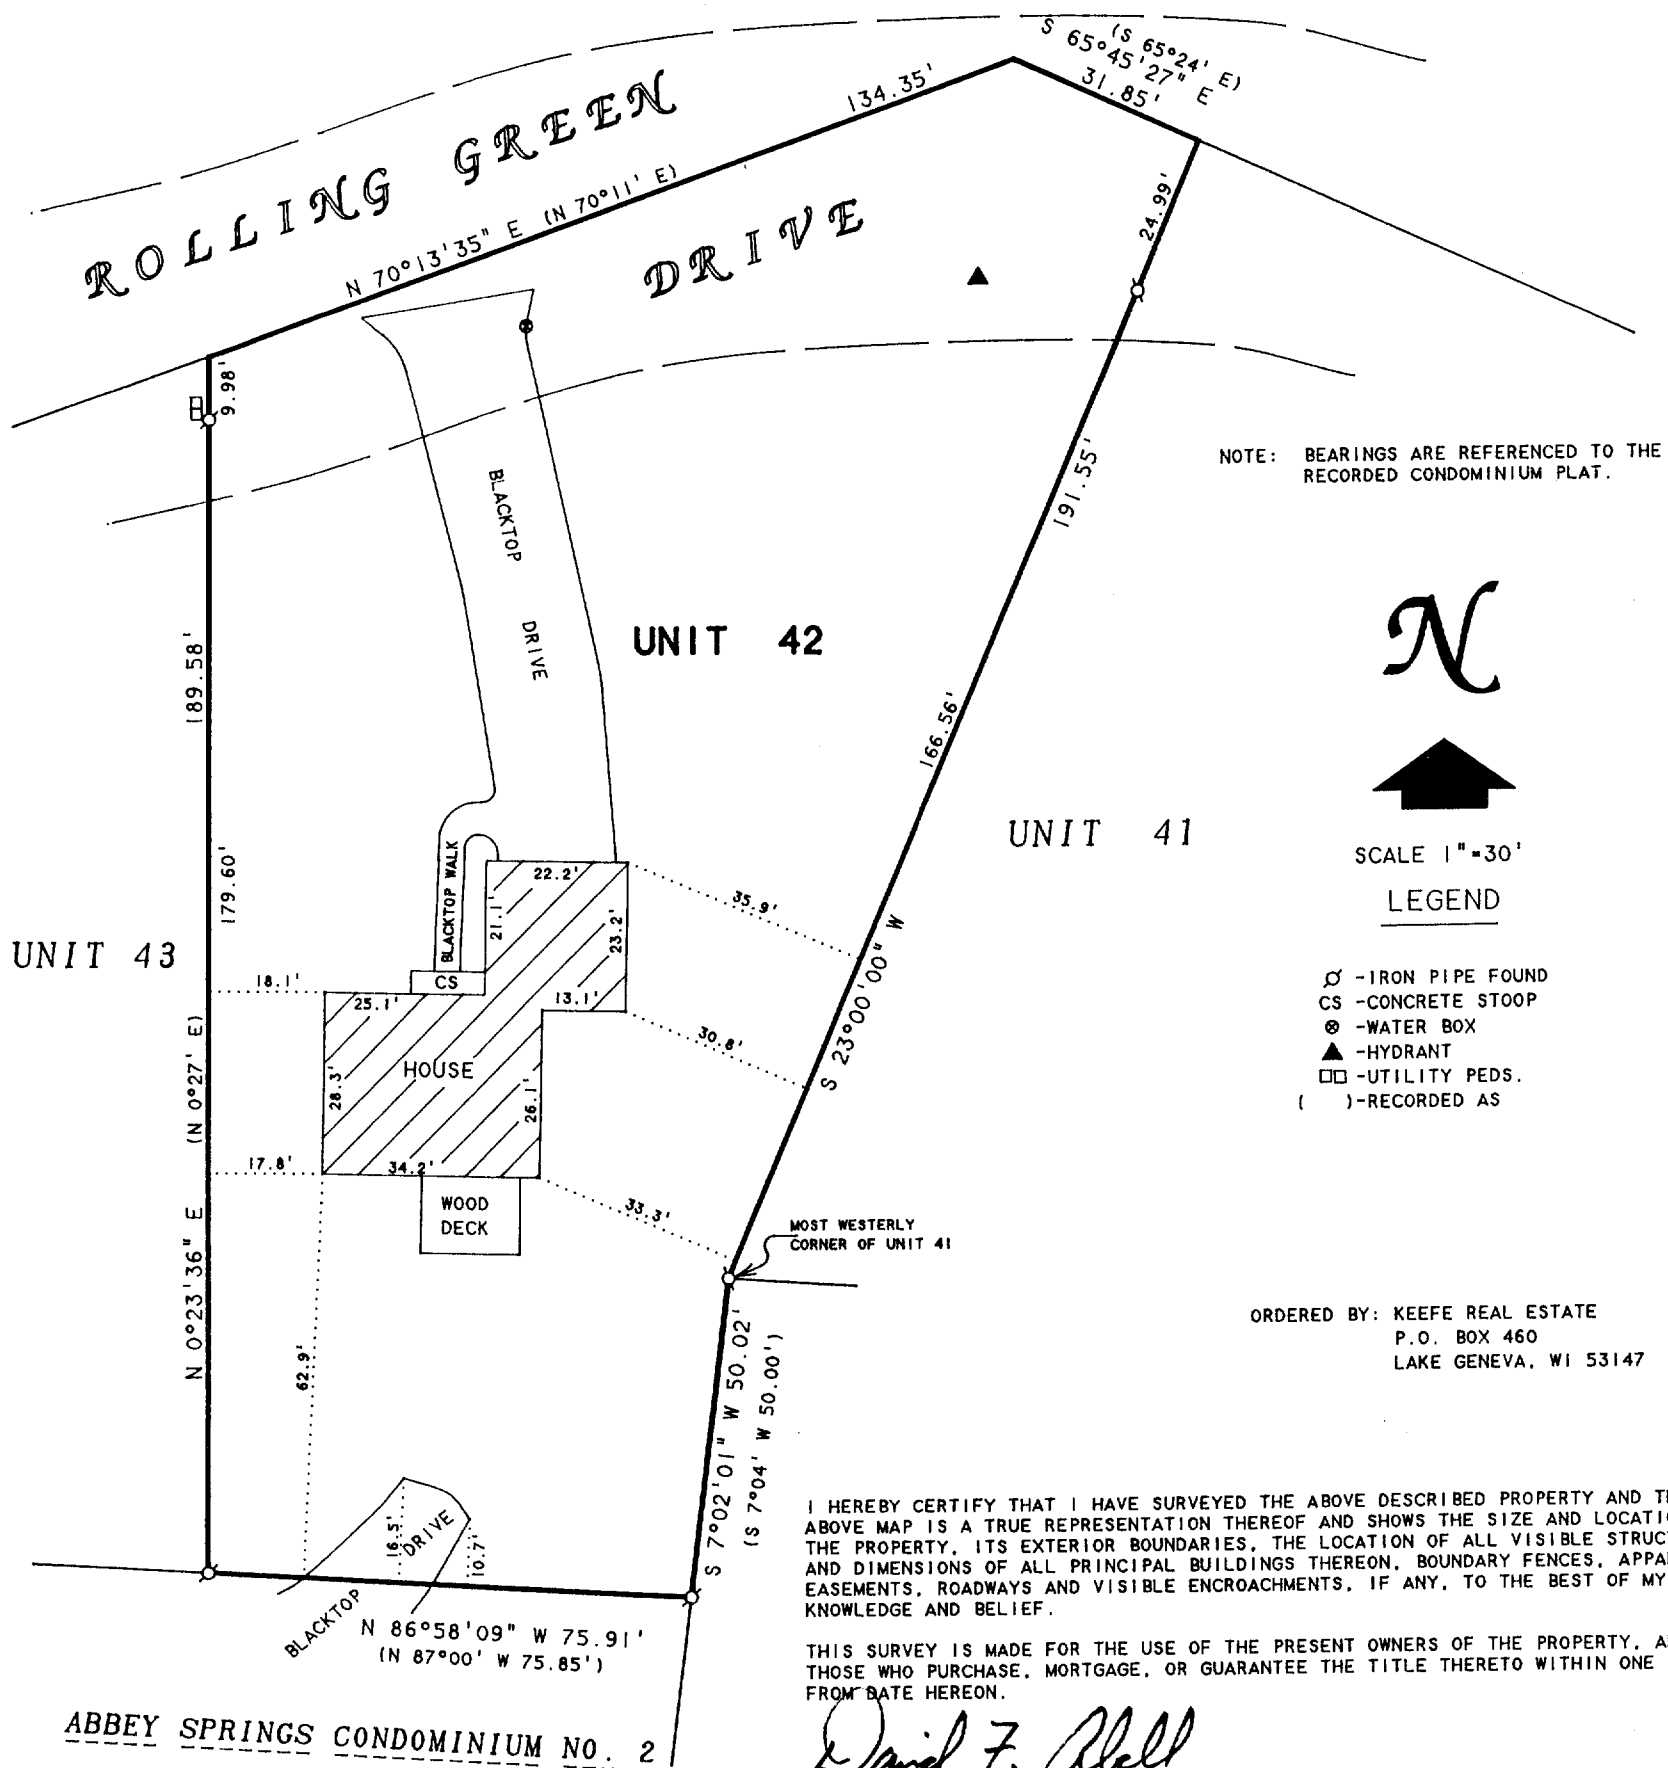 (S 65°24' E)
S 65°45'27" E
31.85'
134.35'
ROLLING GREEN
DRIVE
N 70°13'35" E (N 70°11' E)
24.99'
9.98'
191.55'
NOTE: BEARINGS ARE REFERENCED TO THE
RECORDED CONDOMINIUM PLAT.
BLACKTOP
DRIVE
UNIT 42
N
189.58'
166.56'
UNIT 41
SCALE 1"=30'
LEGEND
-IRON PIPE FOUND
CS -CONCRETE STOOP
-WATER BOX
-HYDRANT
-UTILITY PEDS.
( )-RECORDED AS
179.60'
UNIT 43
BLACKTOP WALK
22.2'
21.1'
23.2'
35.9'
S 23°00'00" W
CS
18.1'
25.1'
13.1'
30.8'
HOUSE
28.3'
26.1'
N 0°23'36" E (N 0°27' E)
17.8'
34.2'
33.3'
WOOD
DECK
MOST WESTERLY
CORNER OF UNIT 41
62.9'
S 7°02'01" W 50.02'
(S 7°04' W 50.00')
ORDERED BY: KEEFE REAL ESTATE
P.O. BOX 460
LAKE GENEVA, WI 53147
16.5'
DRIVE
10.7'
BLACKTOP
N 86°58'09" W 75.91'
(N 87°00' W 75.85')
I HEREBY CERTIFY THAT I HAVE SURVEYED THE ABOVE DESCRIBED PROPERTY AND
ABOVE MAP IS A TRUE REPRESENTATION THEREOF AND SHOWS THE SIZE AND
THE PROPERTY, ITS EXTERIOR BOUNDARIES, THE LOCATION OF ALL VISIBLE
AND DIMENSIONS OF ALL PRINCIPAL BUILDINGS THEREON, BOUNDARY FENCES,
EASEMENTS, ROADWAYS AND VISIBLE ENCROACHMENTS, IF ANY, TO THE BEST OF MY
KNOWLEDGE AND BELIEF.
THIS SURVEY IS MADE FOR THE USE OF THE PRESENT OWNERS OF THE PROPERTY,
THOSE WHO PURCHASE, MORTGAGE, OR GUARANTEE THE TITLE THERETO WITHIN ONE
FROM DATE HEREON.
David F.
ABBEY SPRINGS CONDOMINIUM NO. 2